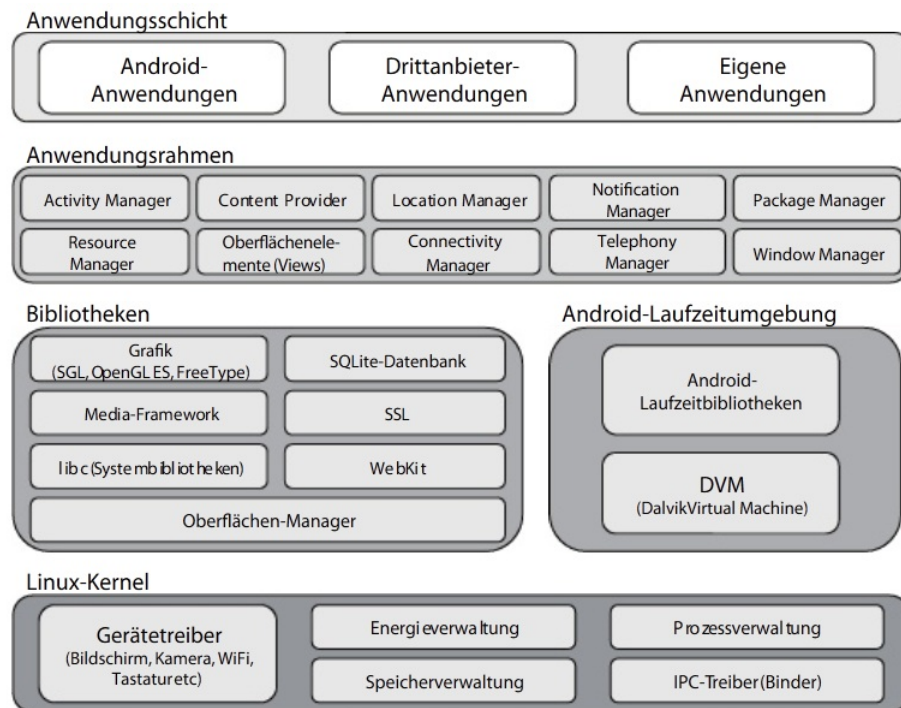 Anwendungsschicht
Android-
Anwendungen
Drittanbieter-
Anwendungen
Eigene
Anwendungen
Anwendungsrahmen
Activity Manager
Content Provider
Location Manager
Notification
Manager
Package Manager
Resource
Manager
Oberflächenele-
mente (Views)
Connectivity
Manager
Telephony
Manager
Window Manager
Bibliotheken
Grafik
(SGL, OpenGL ES, FreeType)
SQLite-Datenbank
Media-Framework
SSL
libc (Systembibliotheken)
WebKit
Oberflächen-Manager
Android-Laufzeitumgebung
Android-
Laufzeitbibliotheken
DVM
(DalvikVirtual Machine)
Linux-Kernel
Gerätetreiber
(Bildschirm, Kamera, WiFi,
Tastatur etc)
Energieverwaltung
Prozessverwaltung
Speicherverwaltung
IPC-Treiber (Binder)